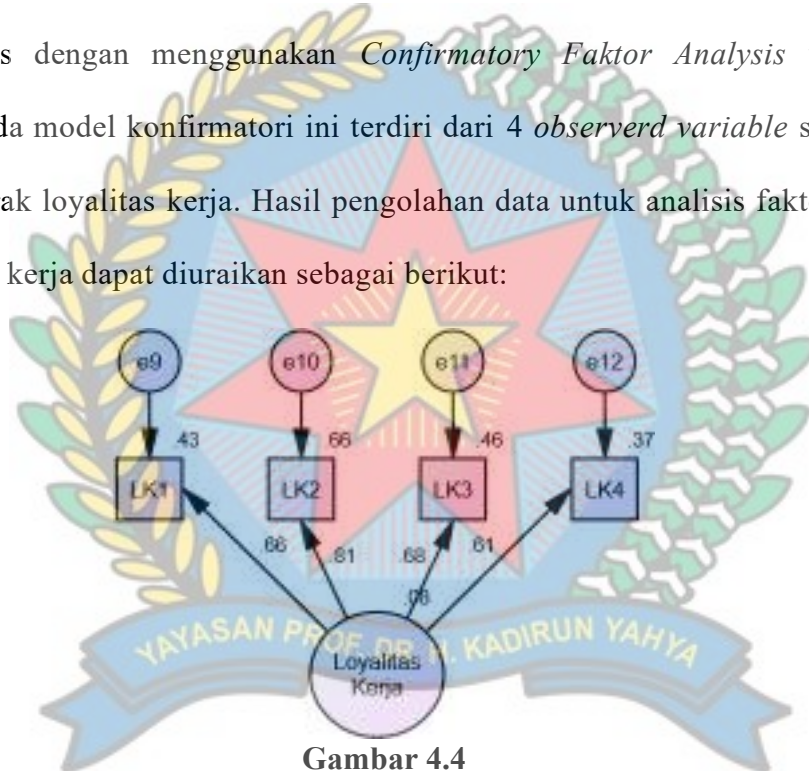 s dengan menggunakan Confirmatory Faktor Analysis
da model konfirmatori ini terdiri dari 4 observerd variable s
ak loyalitas kerja. Hasil pengolahan data untuk analisis fakt
kerja dapat diuraikan sebagai berikut:
e9 e10 e11 e12
.43 .66 .46 .37
LK1 LK2 LK3 LK4
.66 .81 .68 .61
.08
YAYASAN PROF. DR. H. KADIRUN YAHYA
Loyalitas
Kerja
Gambar 4.4